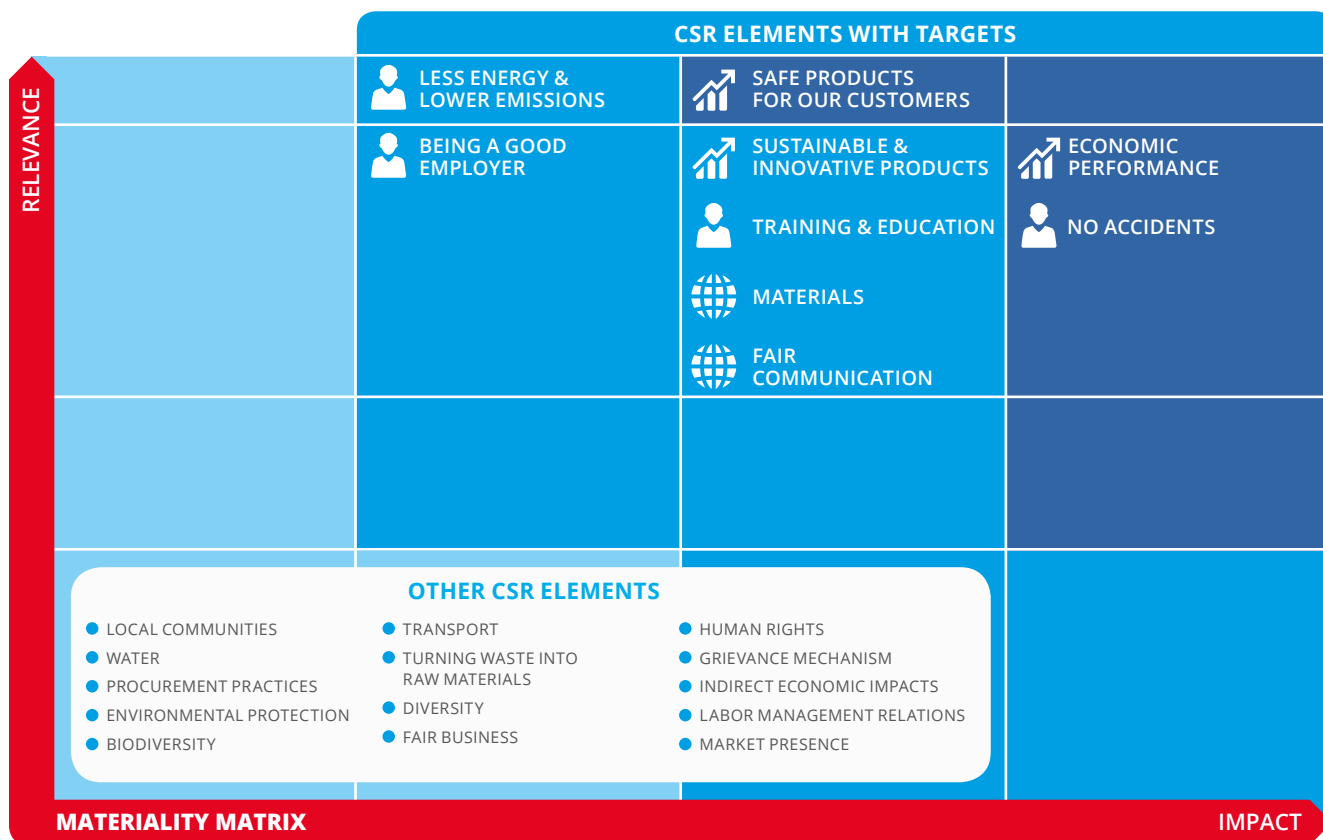 CSR ELEMENTS WITH TARGETS
RELEVANCE
LESS ENERGY &
LOWER EMISSIONS
SAFE PRODUCTS
FOR OUR CUSTOMERS
BEING A GOOD
EMPLOYER
SUSTAINABLE &
INNOVATIVE PRODUCTS
TRAINING & EDUCATION
MATERIALS
FAIR
COMMUNICATION
ECONOMIC
PERFORMANCE
NO ACCIDENTS
OTHER CSR ELEMENTS
LOCAL COMMUNITIES
WATER
PROCUREMENT PRACTICES
ENVIRONMENTAL PROTECTION
BIODIVERSITY
TRANSPORT
TURNING WASTE INTO
RAW MATERIALS
DIVERSITY
FAIR BUSINESS
HUMAN RIGHTS
GRIEVANCE MECHANISM
INDIRECT ECONOMIC IMPACTS
LABOR MANAGEMENT RELATIONS
MARKET PRESENCE
MATERIALITY MATRIX
IMPACT